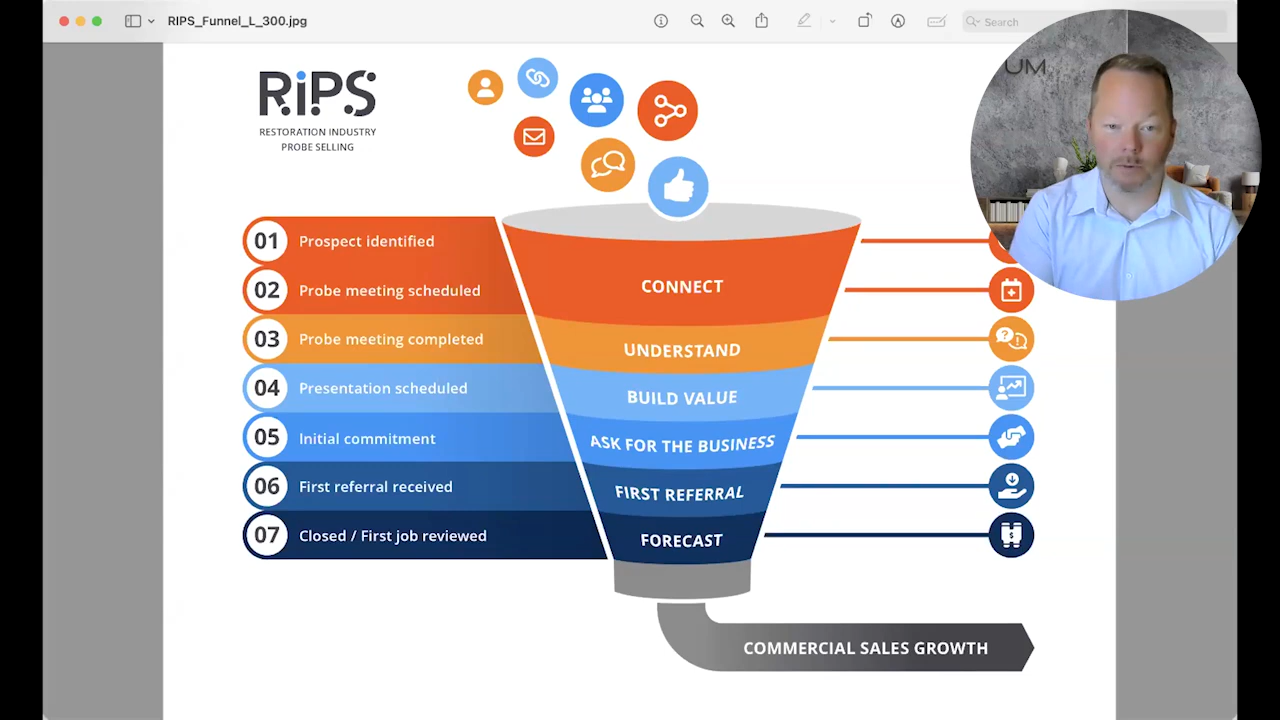 RIPS_Funnel_L_300.jpg
Search
UM
RiPS
RESTORATION INDUSTRY
PROBE SELLING
01 Prospect identified
02 Probe meeting scheduled
03 Probe meeting completed
04 Presentation scheduled
05 Initial commitment
06 First referral received
07 Closed / First job reviewed
CONNECT
UNDERSTAND
BUILD VALUE
ASK FOR THE BUSINESS
FIRST REFERRAL
FORECAST
? !
$
COMMERCIAL SALES GROWTH